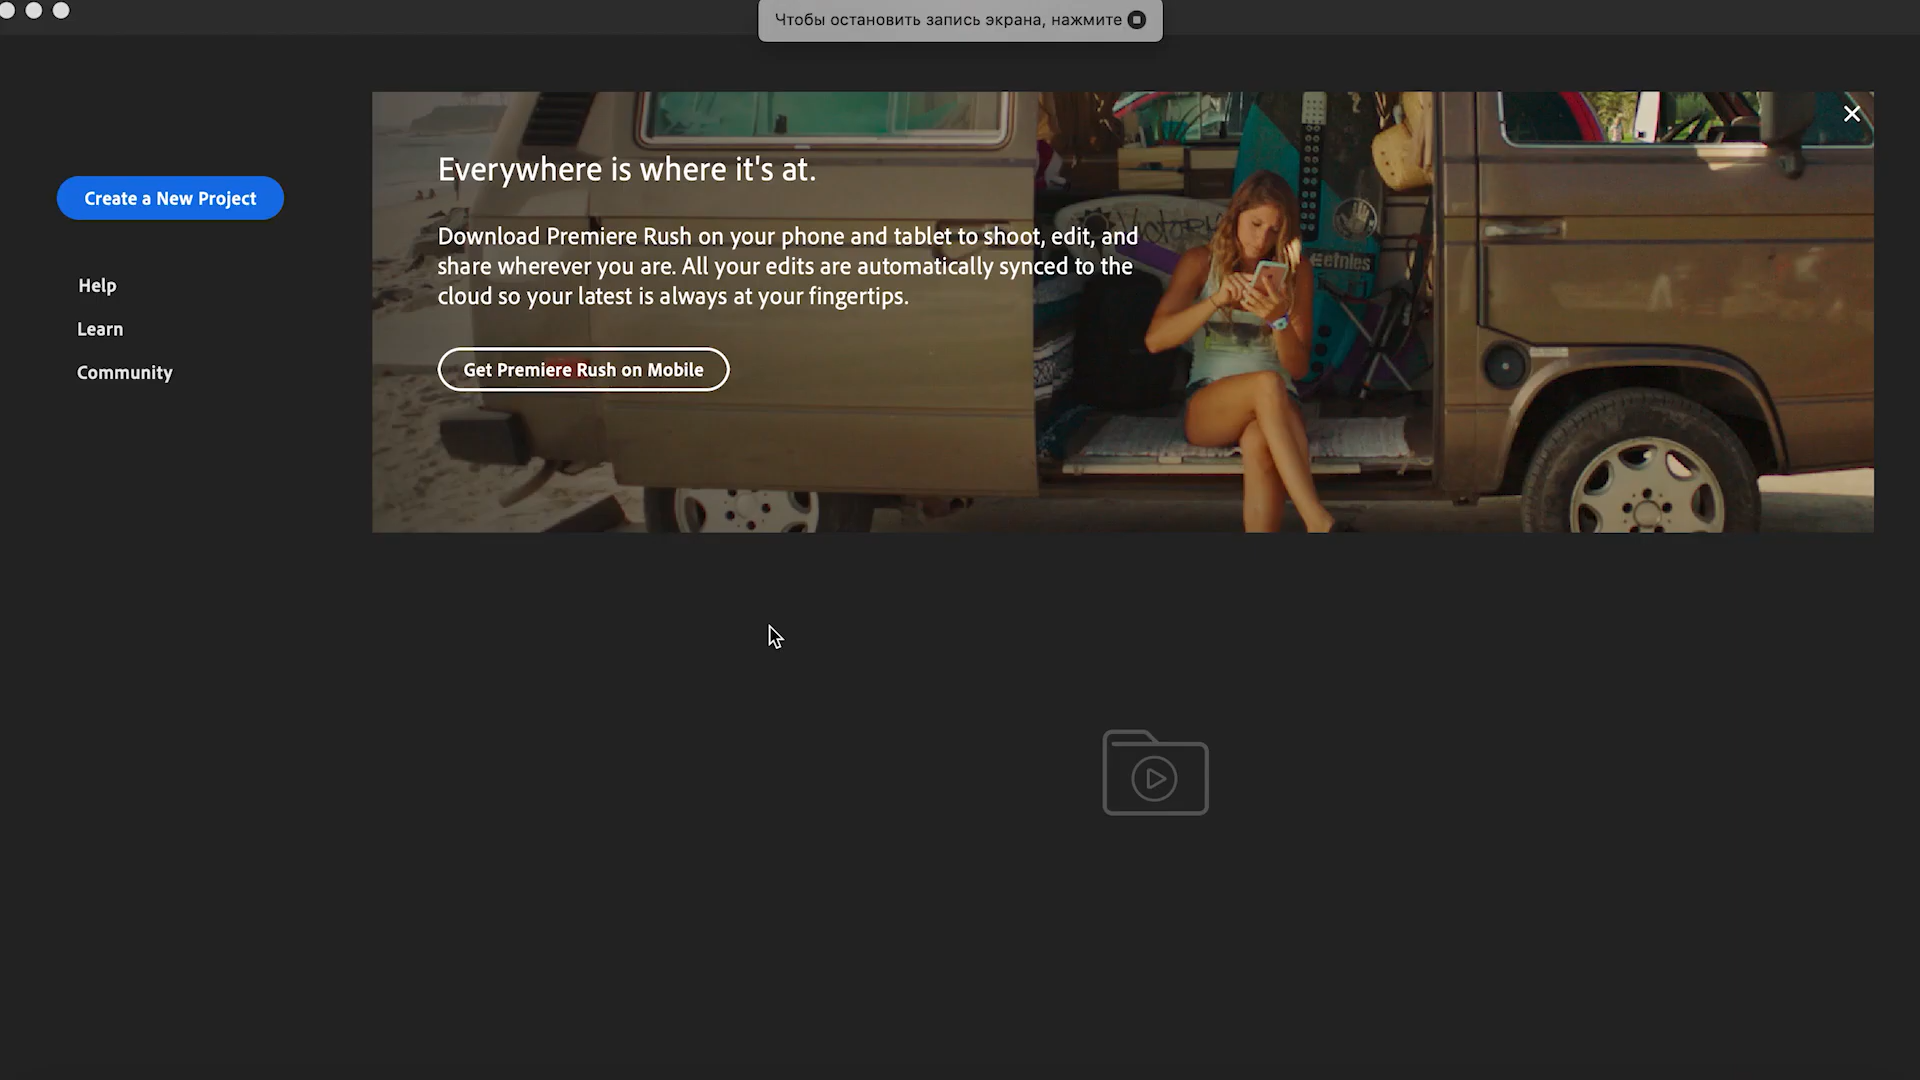 Чтобы остановить запись экрана, нажмите
Create a New Project
Help
Learn
Community
Everywhere is where it's at.
Download Premiere Rush on your phone and tablet to shoot, edit, and
share wherever you are. All your edits are automatically synced to the
cloud so your latest is always at your fingertips.
Get Premiere Rush on Mobile
Victoria
etnies